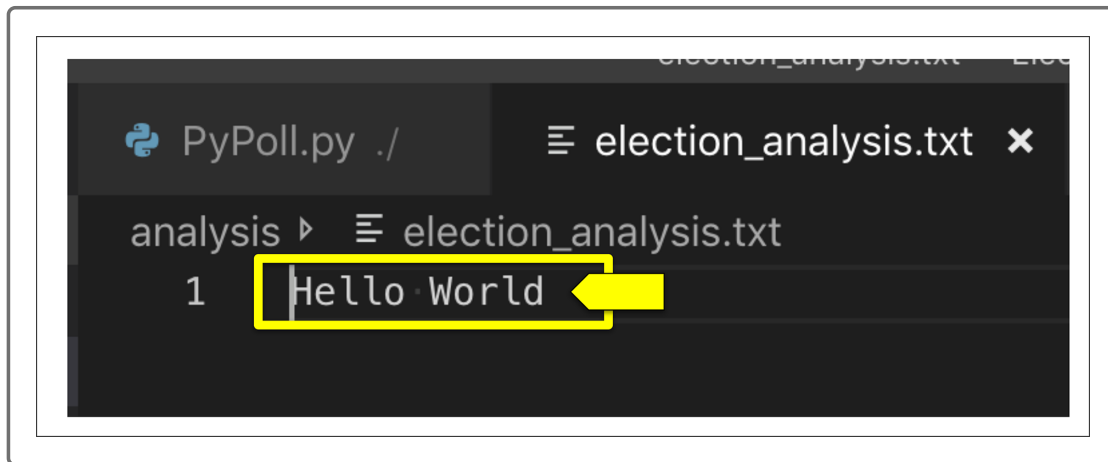 PyPoll.py ./
election_analysis.txt
analysis election_analysis.txt
1 Hello World